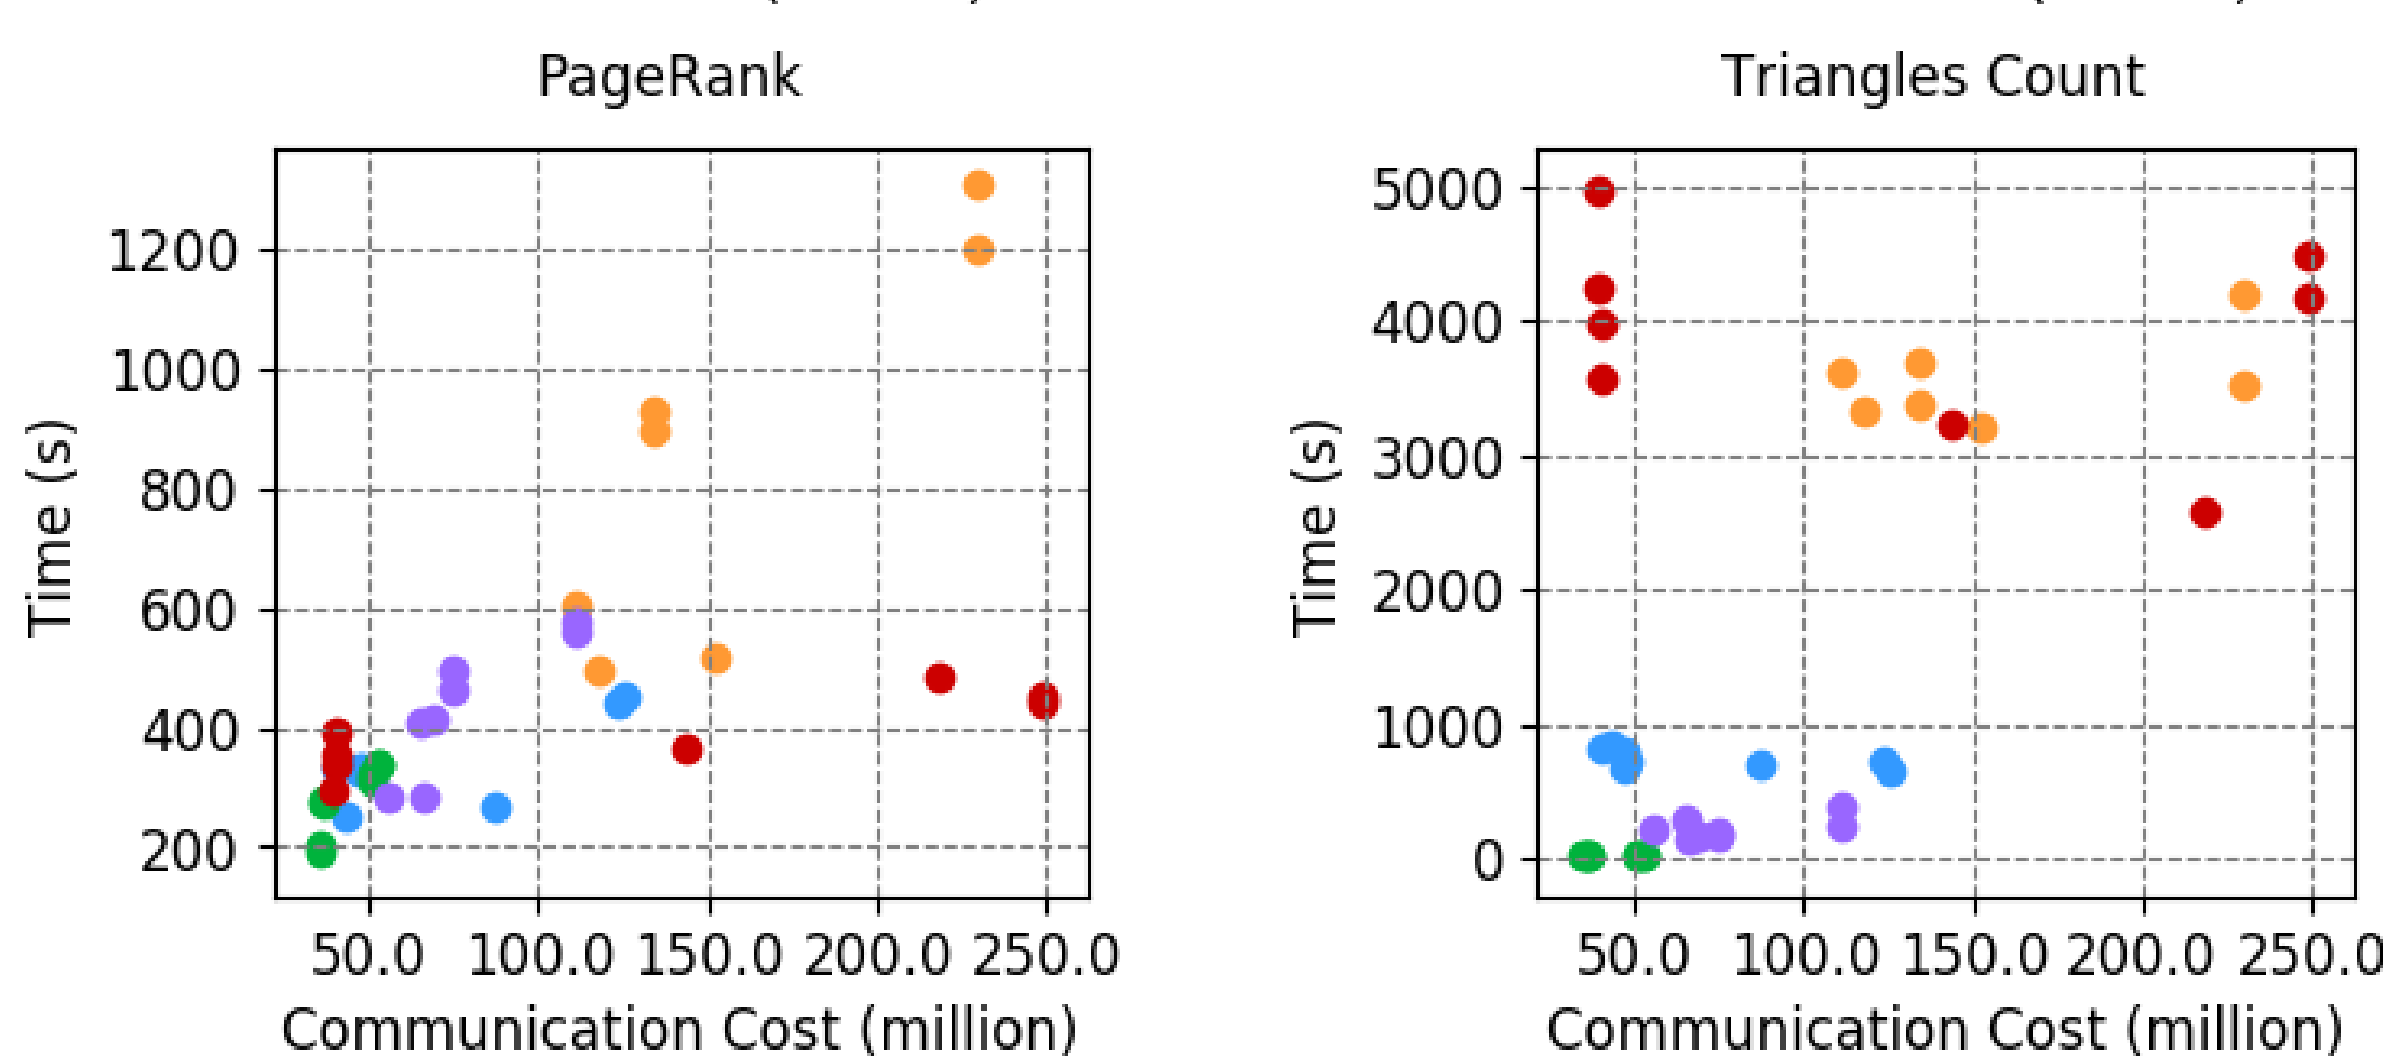 PageRank
Time (s)
1200
1000
800
600
400
200
50.0 100.0 150.0 200.0 250.0
Communication Cost (million)
Triangles Count
Time (s)
5000
4000
3000
2000
1000
0
50.0 100.0 150.0 200.0 250.0
Communication Cost (million)